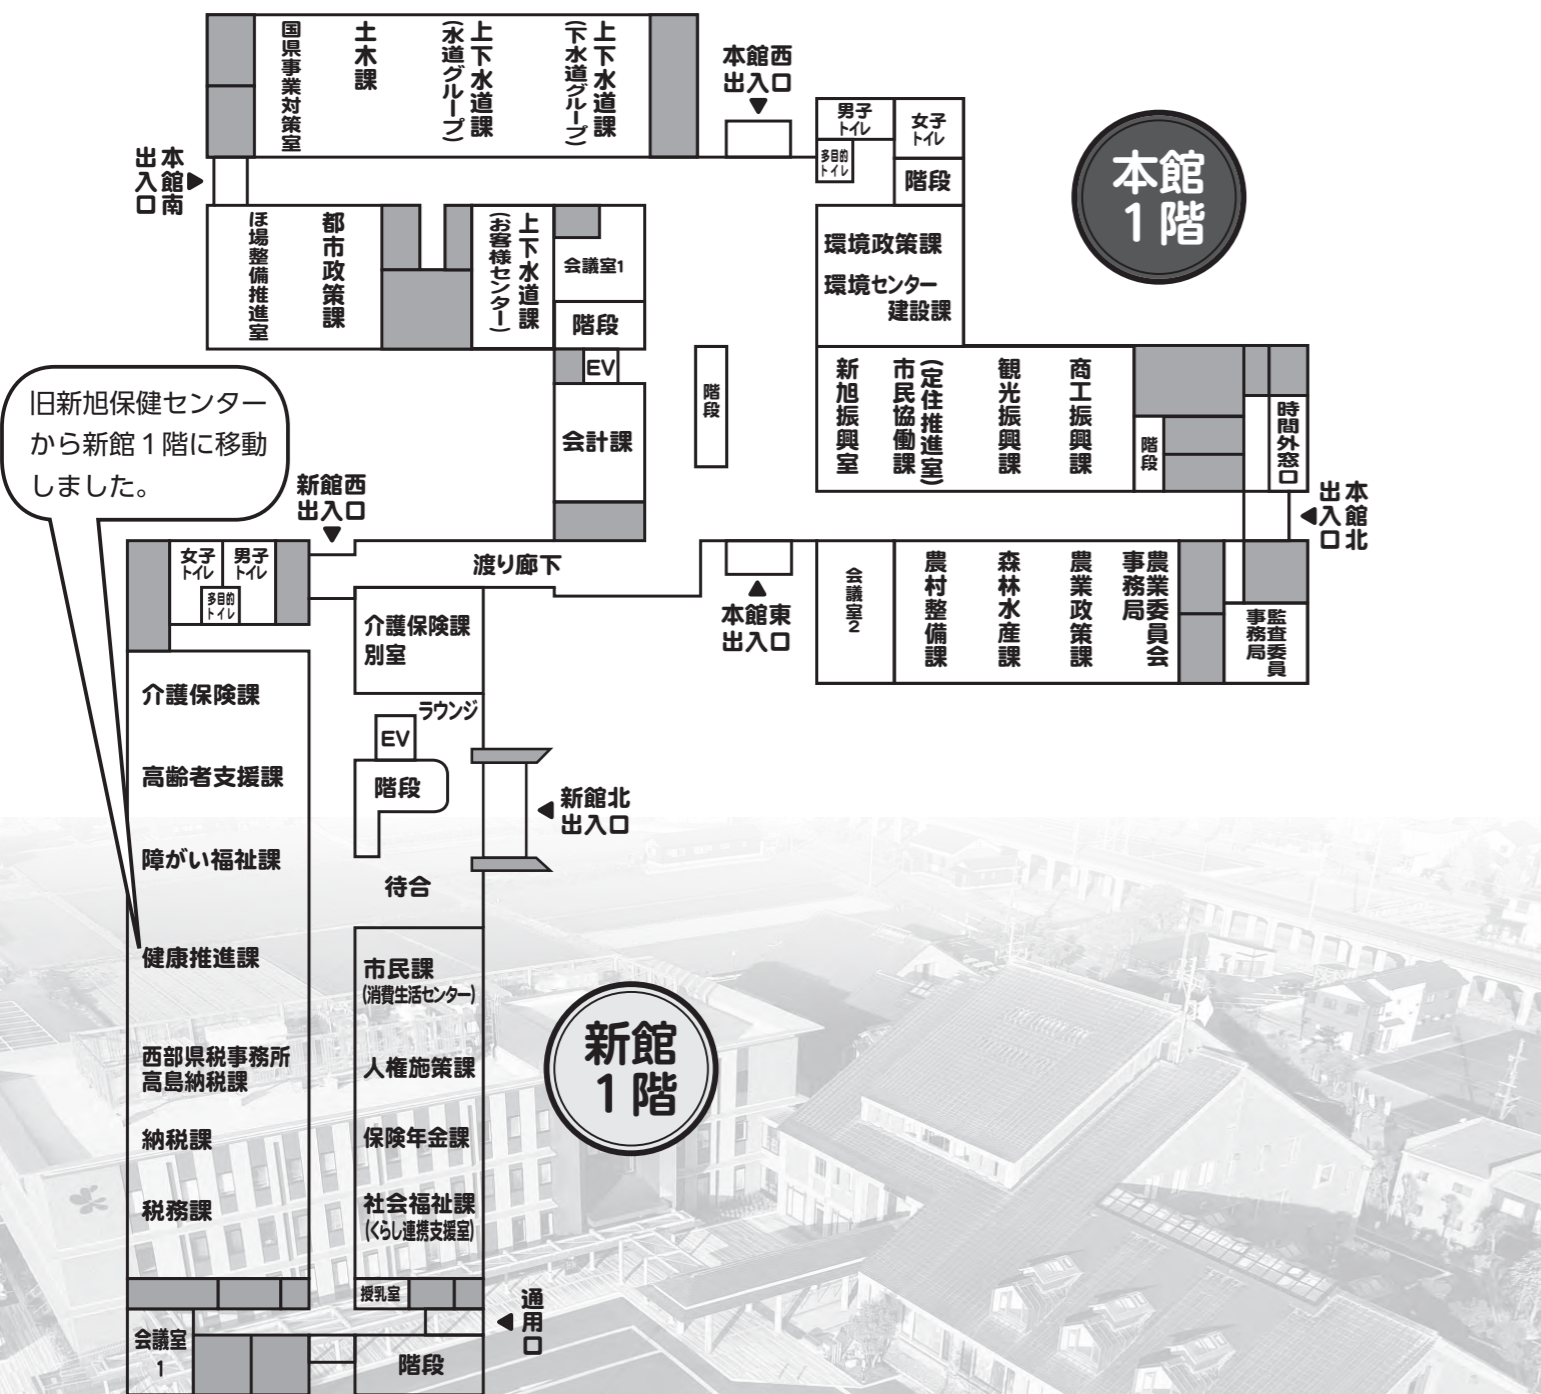 国県事業対策室
土木課
上下水道課
(水道グループ)
上下水道課
(下水道グループ)
本館西
出入口
男子
トイレ
女子
トイレ
多目的
トイレ
階段
本館
1階
本館南
出入口
ほ場整備推進室
都市政策課
上下水道課
(お客様センター)
会議室1
階段
EV
会計課
階段
環境政策課
環境センター
建設課
新旭振興室
市民協働課
(定住推進室)
観光振興課
商工振興課
階段
時間外窓口
本館北
出入口
旧新旭保健センター
から新館1階に移動
しました。
新館西
出入口
女子
トイレ
男子
トイレ
多目的
トイレ
渡り廊下
本館東
出入口
会議室2
農村整備課
森林水産課
農業政策課
農業委員会
事務局
監査委員
事務局
介護保険課
別室
介護保険課
ラウンジ
EV
高齢者支援課
階段
新館北
出入口
障がい福祉課
待合
健康推進課
市民課
(消費生活センター)
新館
1階
西部県税事務所
高島納税課
人権施策課
納税課
保険年金課
税務課
社会福祉課
(くらし連携支援室)
授乳室
通用口
会議室
1
階段